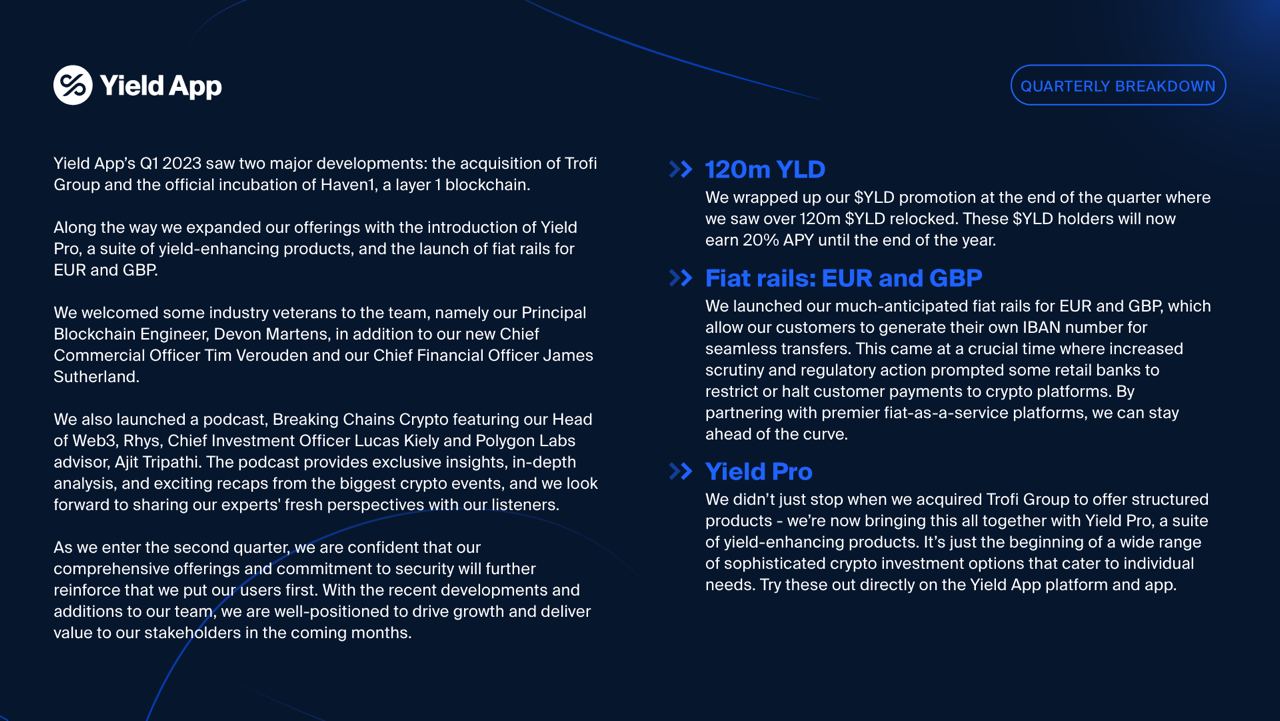 Yield App
QUARTERLY BREAKDOWN
Yield App's Q1 2023 saw two major developments: the acquisition of Trofi
Group and the official incubation of Haven1, a layer 1 blockchain.
Along the way we expanded our offerings with the introduction of Yield
Pro, a suite of yield-enhancing products, and the launch of fiat rails for
EUR and GBP.
We welcomed some industry veterans to the team, namely our Principal
Blockchain Engineer, Devon Martens, in addition to our new Chief
Commercial Officer Tim Verouden and our Chief Financial Officer James
Sutherland.
We also launched a podcast, Breaking Chains Crypto featuring our Head
of Web3, Rhys, Chief Investment Officer Lucas Kiely and Polygon Labs
advisor, Ajit Tripathi. The podcast provides exclusive insights, in-depth
analysis, and exciting recaps from the biggest crypto events, and we look
forward to sharing our experts' fresh perspectives with our listeners.
As we enter the second quarter, we are confident that our
comprehensive offerings and commitment to security will further
reinforce that we put our users first. With the recent developments and
additions to our team, we are well-positioned to drive growth and deliver
value to our stakeholders in the coming months.
120m YLD
We wrapped up our $YLD promotion at the end of the quarter where
we saw over 120m $YLD relocked. These $YLD holders will now
earn 20% APY until the end of the year.
Fiat rails: EUR and GBP
We launched our much-anticipated fiat rails for EUR and GBP, which
allow our customers to generate their own IBAN number for
seamless transfers. This came at a crucial time where increased
scrutiny and regulatory action prompted some retail banks to
restrict or halt customer payments to crypto platforms. By
partnering with premier fiat-as-a-service platforms, we can stay
ahead of the curve.
Yield Pro
We didn't just stop when we acquired Trofi Group to offer structured
products - we're now bringing this all together with Yield Pro, a suite
of yield-enhancing products. It's just the beginning of a wide range
of sophisticated crypto investment options that cater to individual
needs. Try these out directly on the Yield App platform and app.